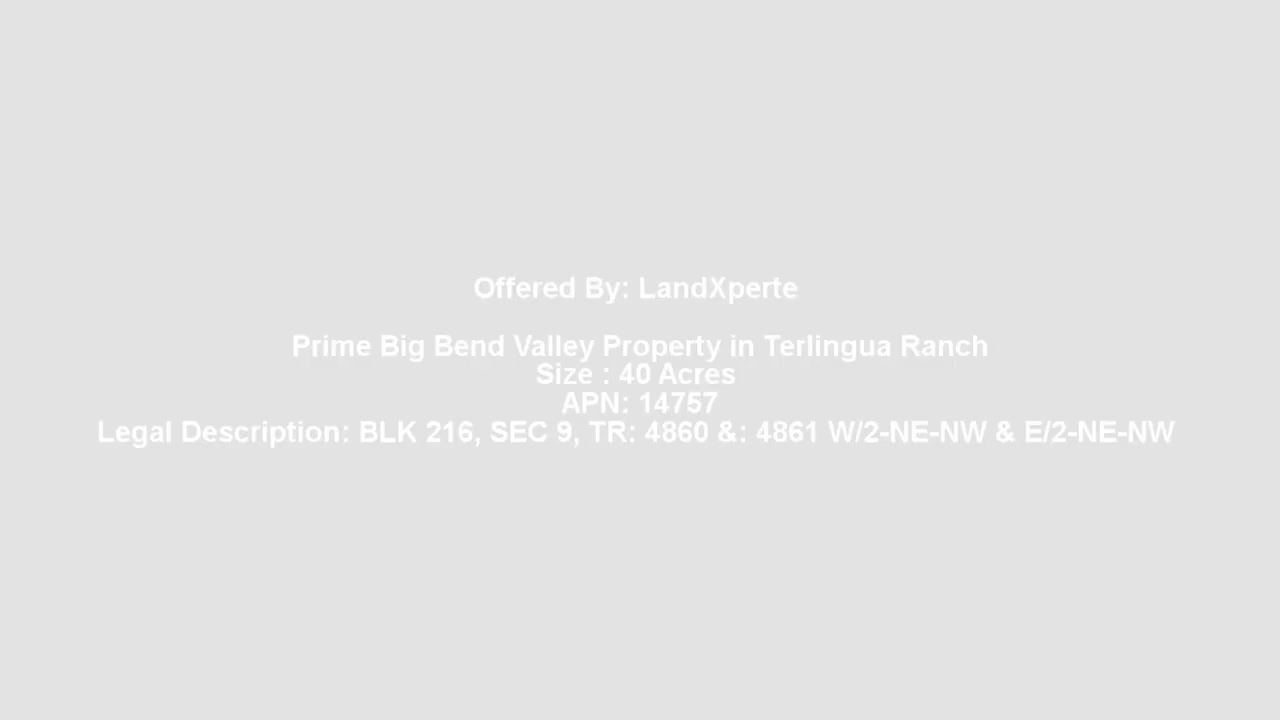 Offered By: LandXperte
Prime Big Bend Valley Property in Terlingua Ranch
Size : 40 Acres
APN: 14757
Legal Description: BLK 216, SEC 9, TR: 4860 &: 4861 W/2-NE-NW & E/2-NE-NW